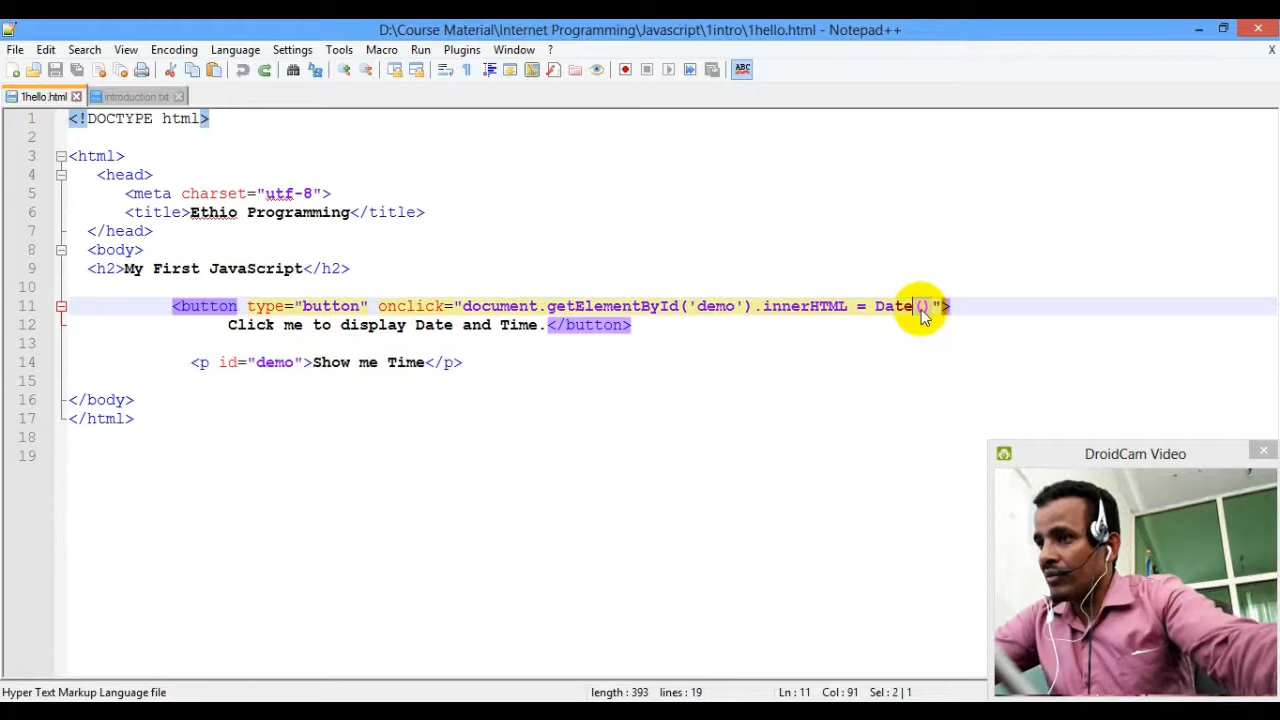 D:\Course Material\Internet Programming\Javascript\1intro\1hello.html - Notepad++
File Edit Search View Encoding Language Settings Tools Macro Run Plugins Window ? X
ABC
1hello.html introduction.txt
1 <!DOCTYPE html>
2
3 <html>
4 <head>
5 <meta charset="utf-8">
6 <title>Ethio Programming</title>
7 </head>
8 <body>
9 <h2>My First JavaScript</h2>
10
11 <button type="button" onclick="document.getElementById('demo').innerHTML = Date()">
12 Click me to display Date and Time.</button>
13
14 <p id="demo">Show me Time</p>
15
16 </body>
17 </html>
18
19
DroidCam Video
Hyper Text Markup Language file length : 393 lines : 19 Ln : 11 Col : 91 Sel : 2 | 1